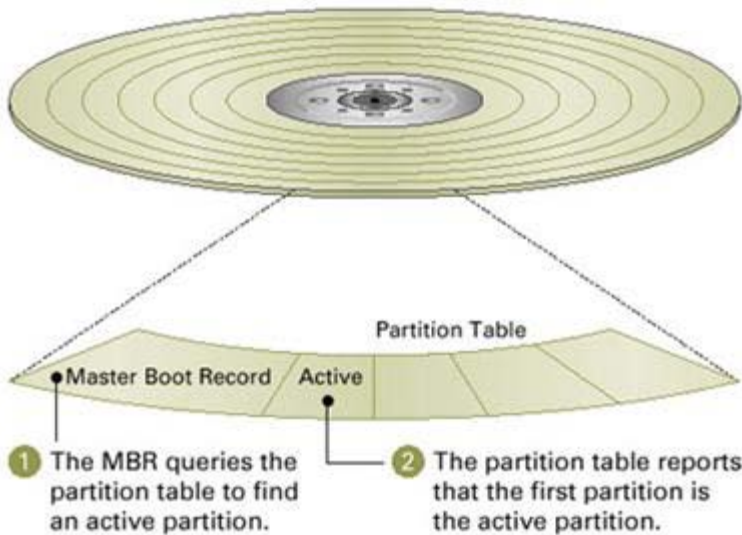 Partition Table
Master Boot Record
Active
1 The MBR queries the
partition table to find
an active partition.
2 The partition table reports
that the first partition is
the active partition.